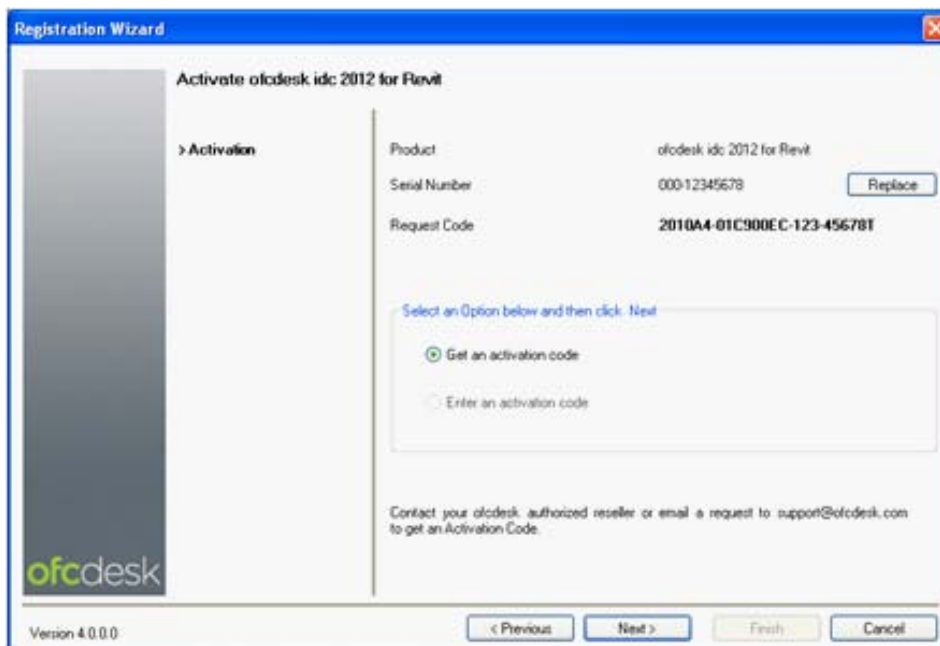 Registration Wizard
Activate ofcdesk idc 2012 for Revit
> Activation
Product ofcdesk idc 2012 for Revit
Serial Number 000-12345678 Replace
Request Code 2010A4-01C900EC-123-45678T
Select an Option below and then click Next
Get an activation code
Enter an activation code
Contact your ofcdesk authorized reseller or email a request to support@ofcdesk.com
to get an Activation Code.
ofcdesk
Version 4.0.0.0 < Previous Next > Finish Cancel